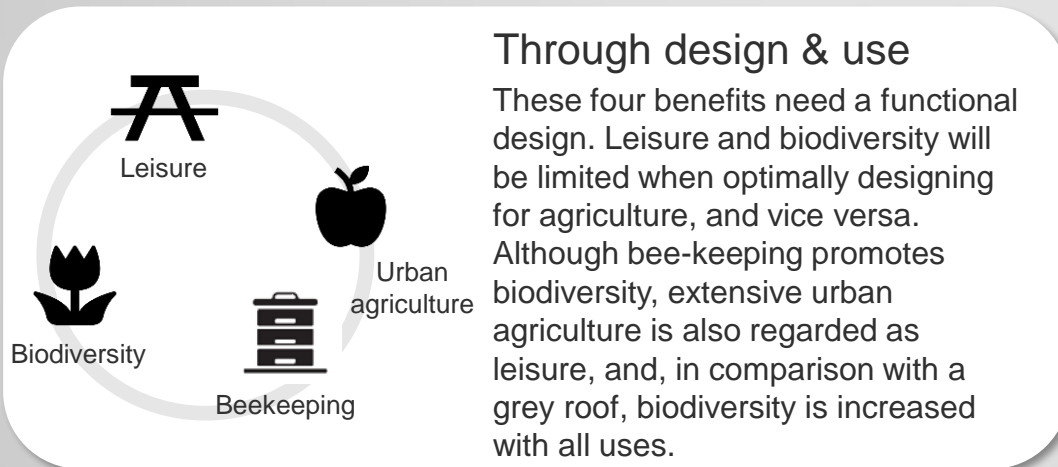 Through design & use
These four benefits need a functional
design. Leisure and biodiversity will
be limited when optimally designing
for agriculture, and vice versa.
Although bee-keeping promotes
biodiversity, extensive urban
agriculture is also regarded as
leisure, and, in comparison with a
grey roof, biodiversity is increased
with all uses.
Leisure
Urban
agriculture
Biodiversity
Beekeeping